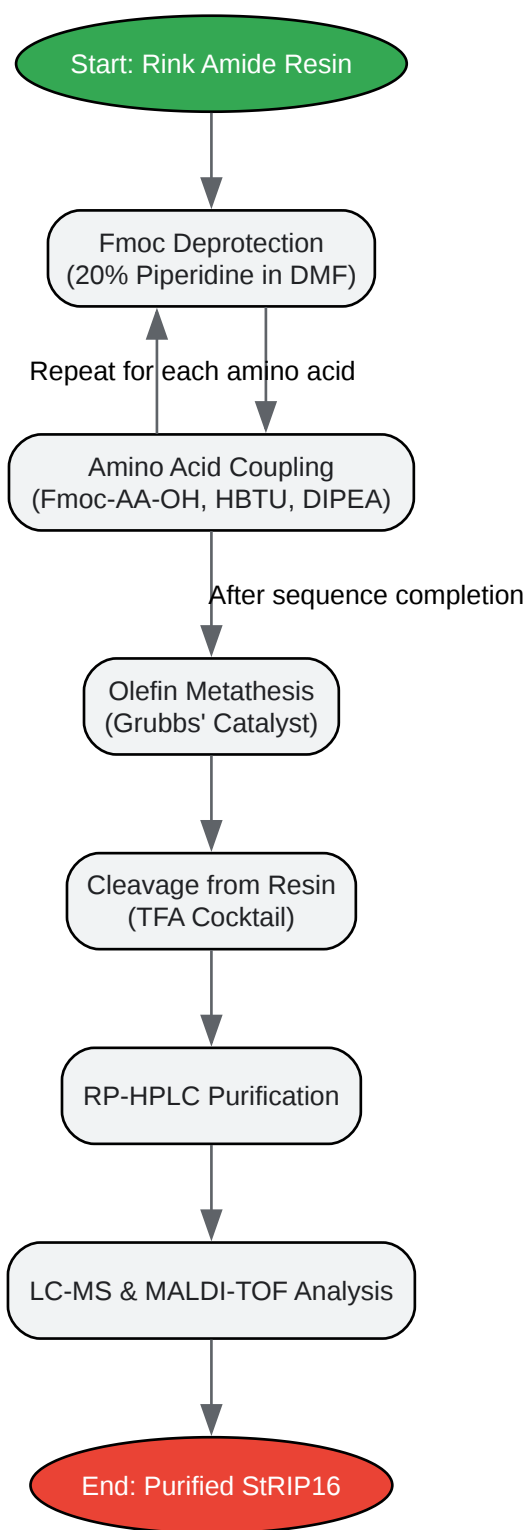 Start: Rink Amide Resin
Fmoc Deprotection
(20% Piperidine in DMF)
Repeat for each amino acid
Amino Acid Coupling
(Fmoc-AA-OH, HBTU, DIPEA)
After sequence completion
Olefin Metathesis
(Grubbs' Catalyst)
Cleavage from Resin
(TFA Cocktail)
RP-HPLC Purification
LC-MS & MALDI-TOF Analysis
End: Purified StRIP16